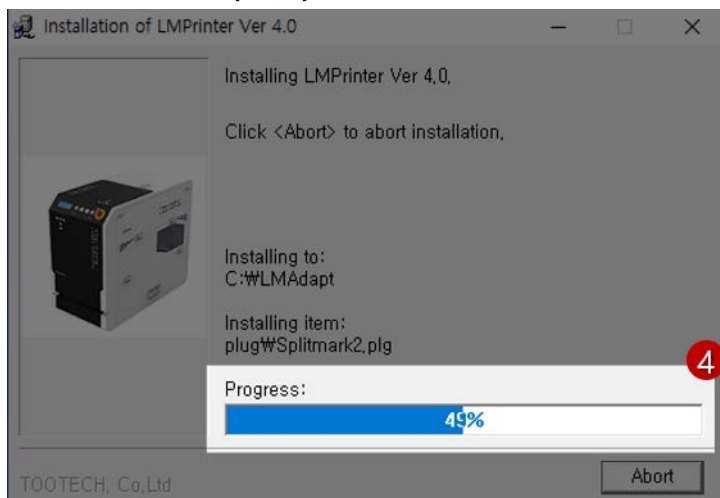 Installation of LMPrinter Ver 4.0
Installing LMPrinter Ver 4,0,
Click <Abort> to abort installation,
Installing to:
C:₩LMAdapt
Installing item:
plug₩Splitmark2,plg
4
Progress:
49%
TOOTECH, Co,Ltd
Abort